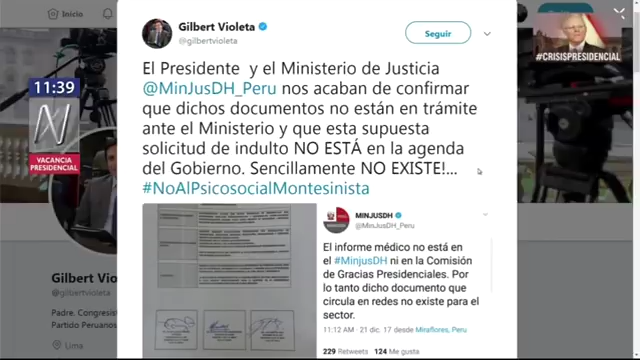 Inicio
Gilbert Violeta
@gilbertvioleta
Seguir
#CRISISPRESIDENCIAL
El Presidente y el Ministerio de Justicia
@MinJusDH_Peru nos acaban de confirmar
que dichos documentos no están en trámite
ante el Ministerio y que esta supuesta
solicitud de indulto NO ESTÁ en la agenda
del Gobierno. Sencillamente NO EXISTE!...
#NoAlPsicosocialMontesinista
11:39
N
VACANCIA
PRESIDENCIAL
MINJUSDH
@MinJusDH_Peru
El informe médico no está en
el #MinjusDH ni en la Comisión
de Gracias Presidenciales. Por
lo tanto dicho documento que
circula en redes no existe para el
sector.
11:12 AM - 21 dic. 17 desde Miraflores, Peru
229 Retweets 124 Me gusta
Gilbert Viol
@gilbertvioleta
Padre. Congresist
Partido Peruanos
Lima